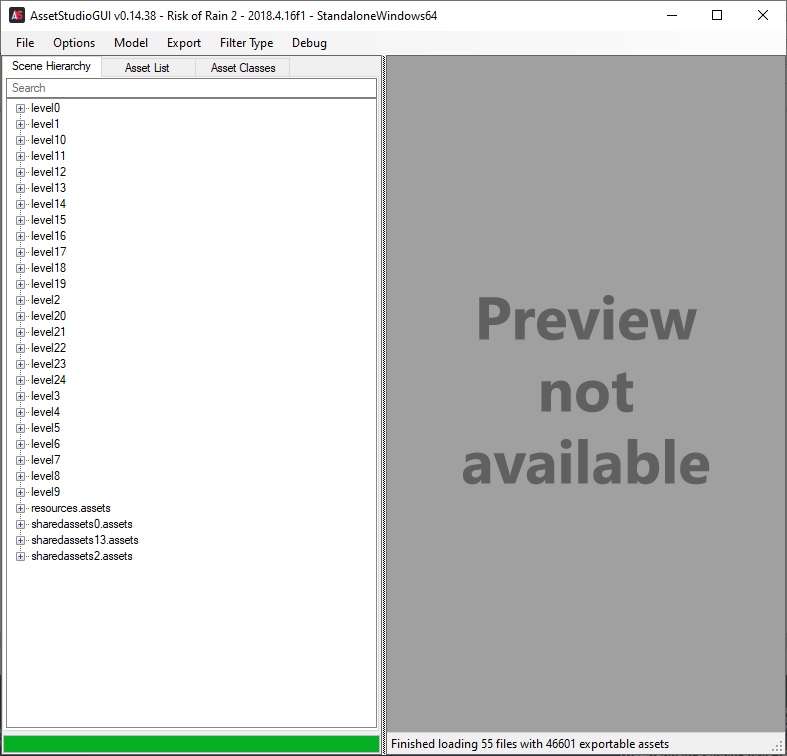 AS AssetStudioGUI v0.14.38 - Risk of Rain 2 - 2018.4.16f1 - StandaloneWindows64
File Options Model Export Filter Type Debug
Scene Hierarchy Asset List Asset Classes
Search
level0
level1
level10
level11
level12
level13
level14
level15
level16
level17
level18
level19
level2
level20
level21
level22
level23
level24
level3
level4
level5
level6
level7
level8
level9
resources.assets
sharedassets0.assets
sharedassets13.assets
sharedassets2.assets
Preview
not
available
Finished loading 55 files with 46601 exportable assets